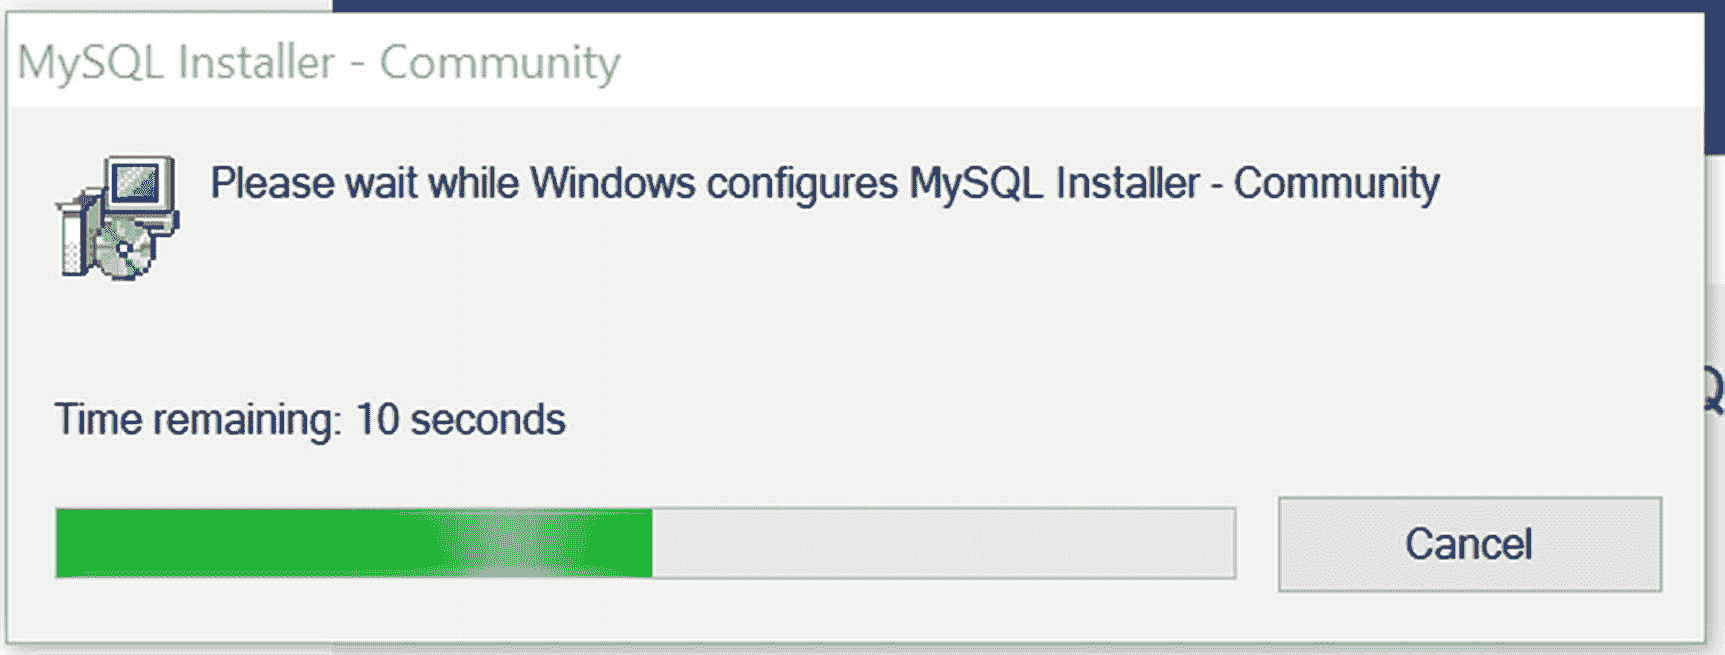 MySQL Installer - Community
Please wait while Windows configures MySQL Installer - Community
Time remaining: 10 seconds
Cancel